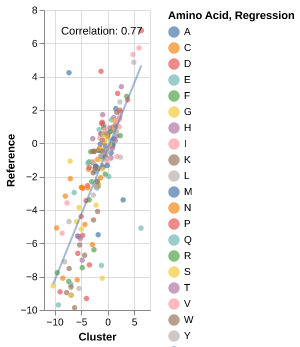 Amino Acid, Regression
Correlation: 0.77
8
6
4
2
0
−2
−4
−6
−8
−10
−10
−5
0
5
Reference
Cluster
A
C
D
E
F
G
H
I
K
L
M
N
P
Q
R
S
T
V
W
Y